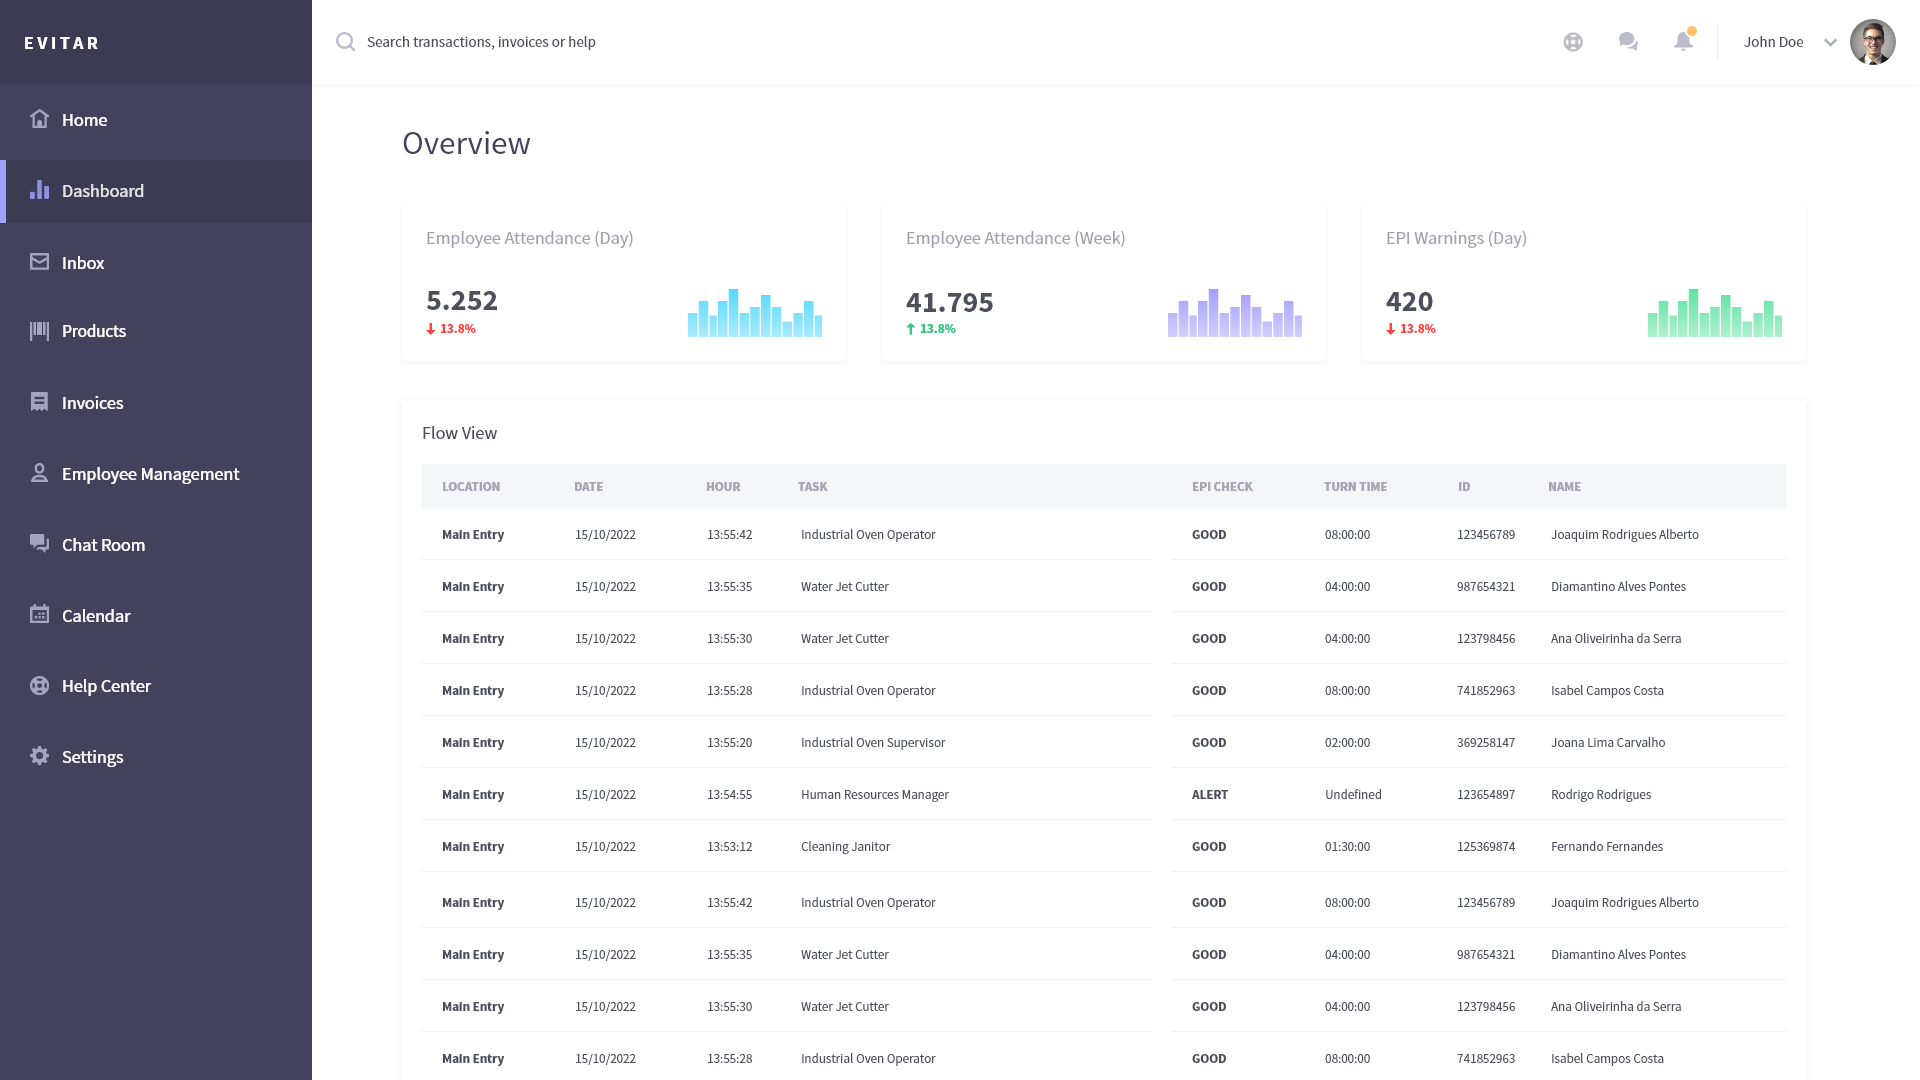 EVITAR
Search transactions, invoices or help
John Doe
Home
Dashboard
Inbox
Products
Invoices
Employee Management
Chat Room
Calendar
Help Center
Settings
Overview
Employee Attendance (Day)
5.252
13.8%
Employee Attendance (Week)
41.795
13.8%
EPI Warnings (Day)
420
13.8%
Flow View
LOCATION DATE HOUR TASK EPI CHECK TURN TIME ID NAME
Main Entry 15/10/2022 13:55:42 Industrial Oven Operator GOOD 08:00:00 123456789 Joaquim Rodrigues Alberto
Main Entry 15/10/2022 13:55:35 Water Jet Cutter GOOD 04:00:00 987654321 Diamantino Alves Pontes
Main Entry 15/10/2022 13:55:30 Water Jet Cutter GOOD 04:00:00 123798456 Ana Oliveirinha da Serra
Main Entry 15/10/2022 13:55:28 Industrial Oven Operator GOOD 08:00:00 741852963 Isabel Campos Costa
Main Entry 15/10/2022 13:55:20 Industrial Oven Supervisor GOOD 02:00:00 369258147 Joana Lima Carvalho
Main Entry 15/10/2022 13:54:55 Human Resources Manager ALERT Undefined 123654897 Rodrigo Rodrigues
Main Entry 15/10/2022 13:53:12 Cleaning Janitor GOOD 01:30:00 125369874 Fernando Fernandes
Main Entry 15/10/2022 13:55:42 Industrial Oven Operator GOOD 08:00:00 123456789 Joaquim Rodrigues Alberto
Main Entry 15/10/2022 13:55:35 Water Jet Cutter GOOD 04:00:00 987654321 Diamantino Alves Pontes
Main Entry 15/10/2022 13:55:30 Water Jet Cutter GOOD 04:00:00 123798456 Ana Oliveirinha da Serra
Main Entry 15/10/2022 13:55:28 Industrial Oven Operator GOOD 08:00:00 741852963 Isabel Campos Costa